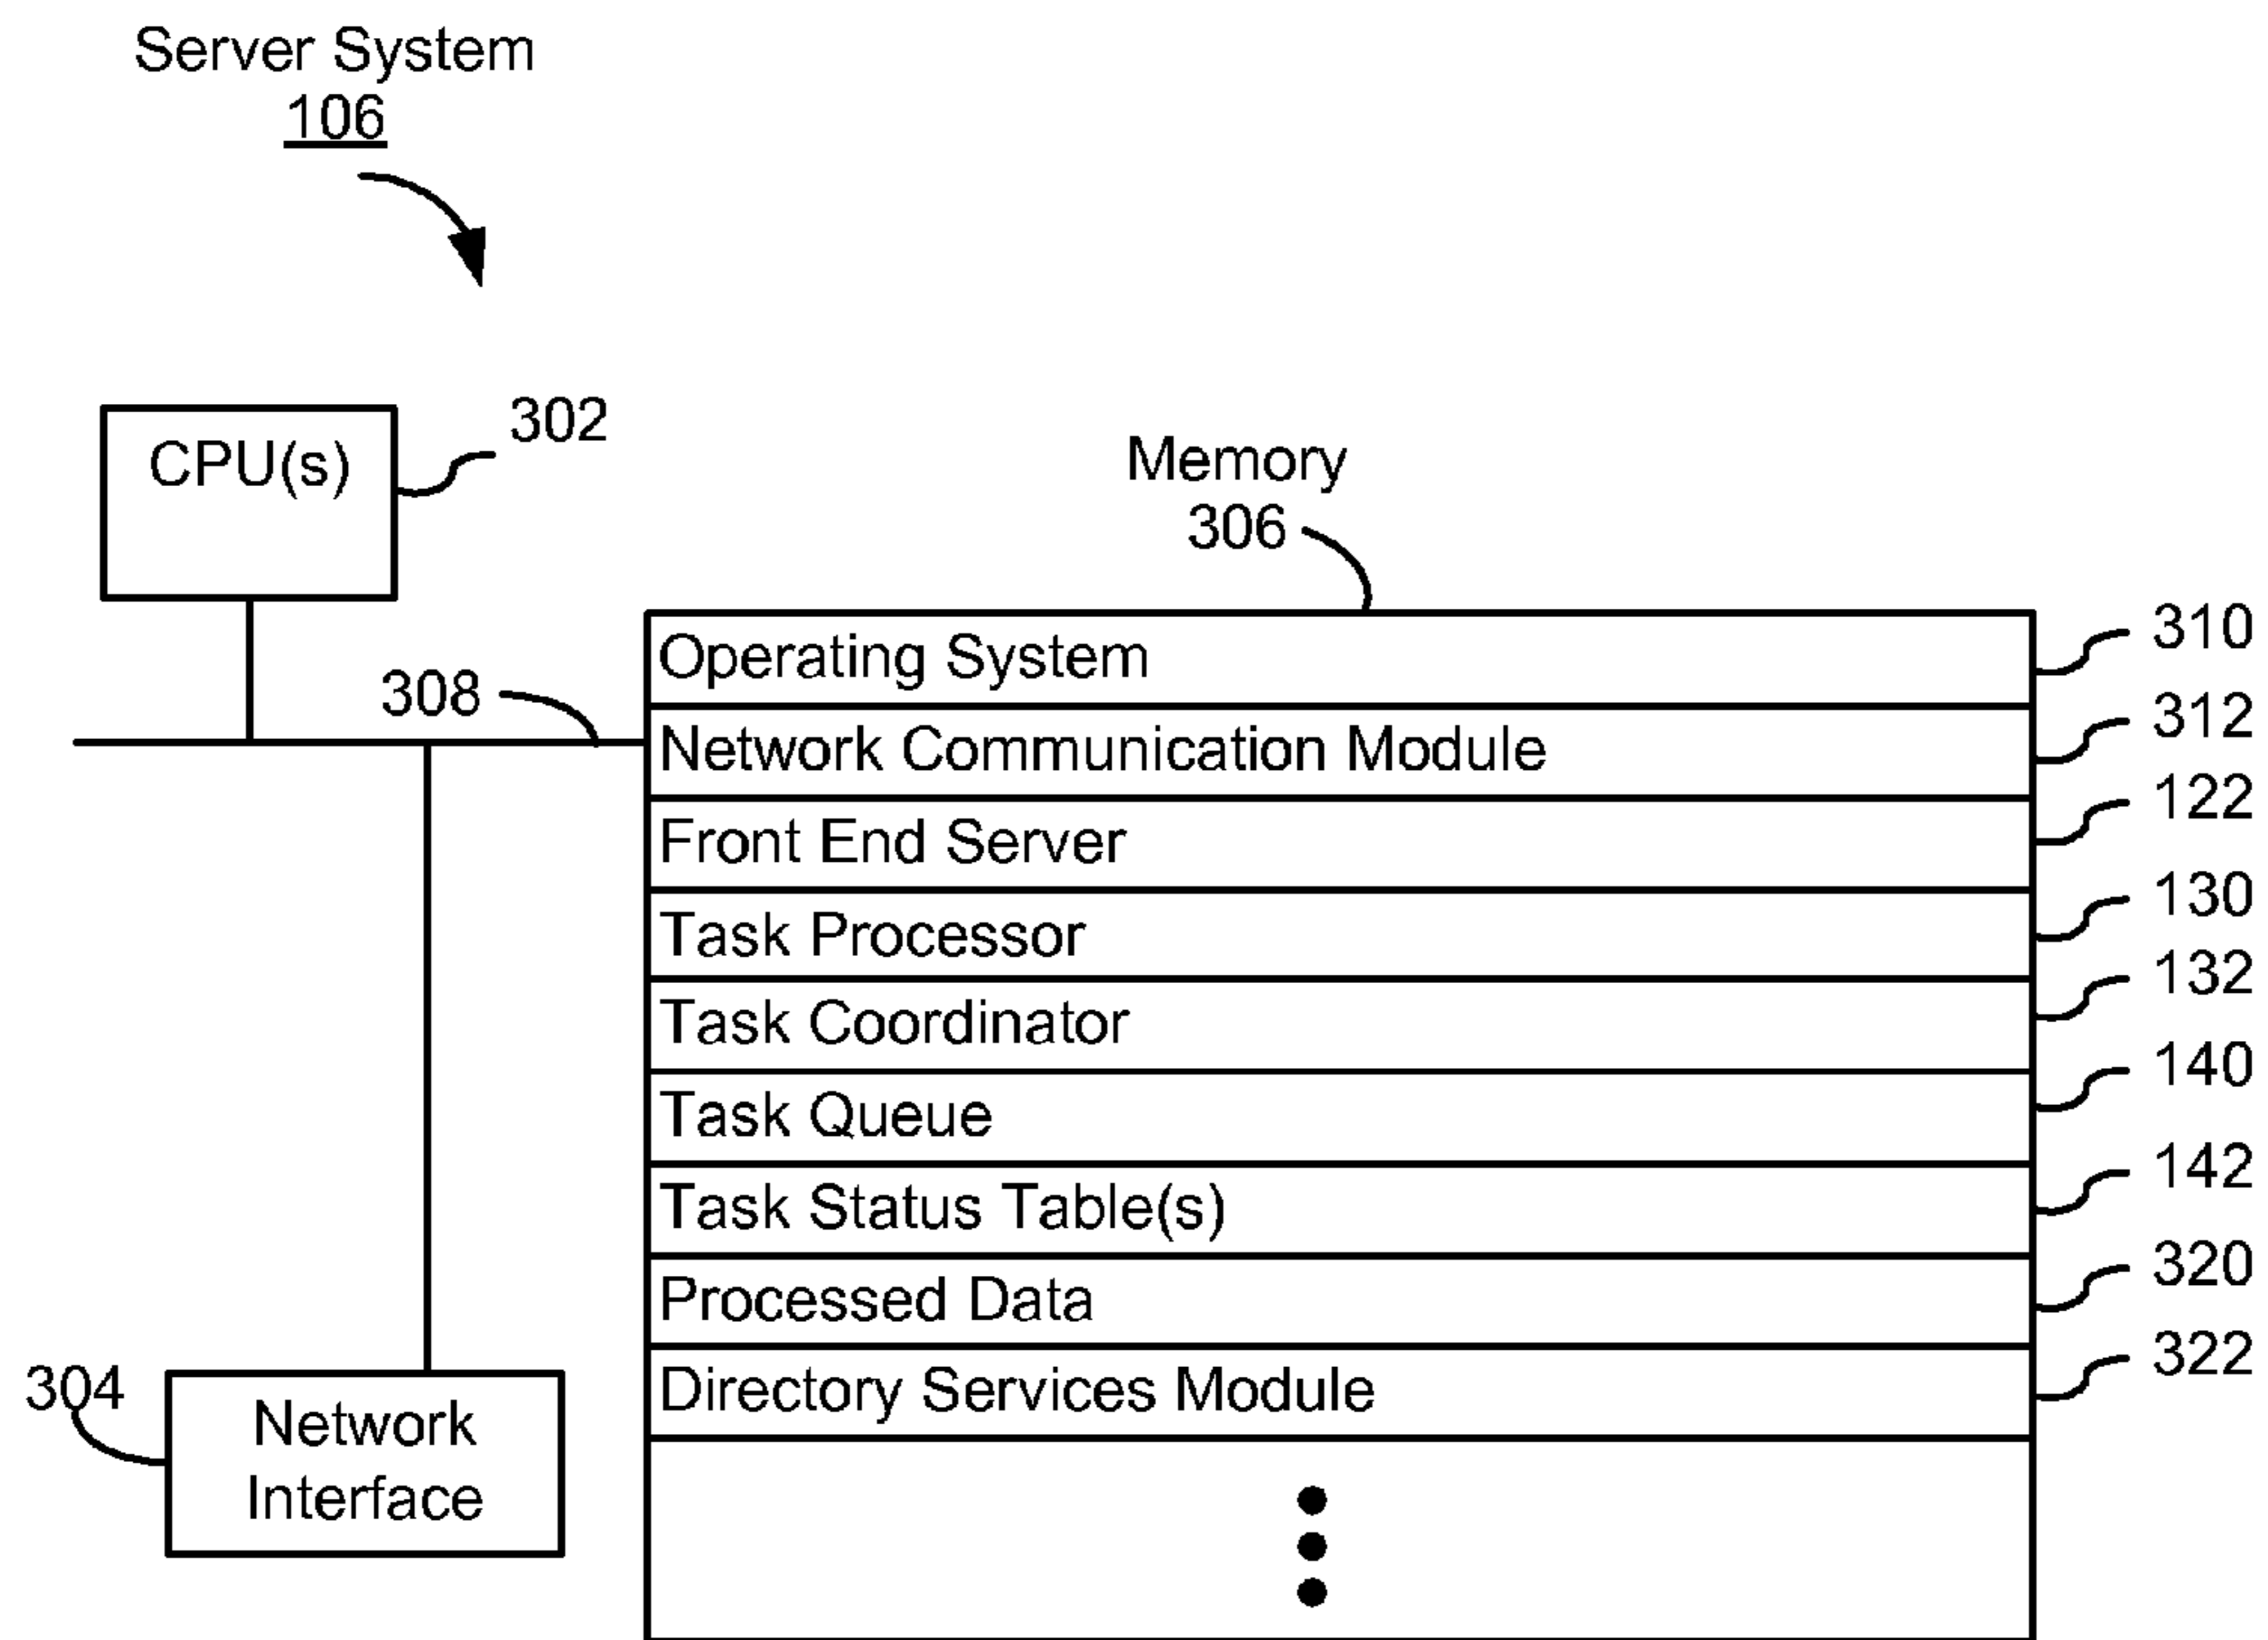 Server System
106
CPU(s)
302
Memory
306
308
Operating System
310
Network Communication Module
312
Front End Server
122
Task Processor
130
Task Coordinator
132
Task Queue
140
Task Status Table(s)
142
Processed Data
320
Directory Services Module
322
304
Network
Interface